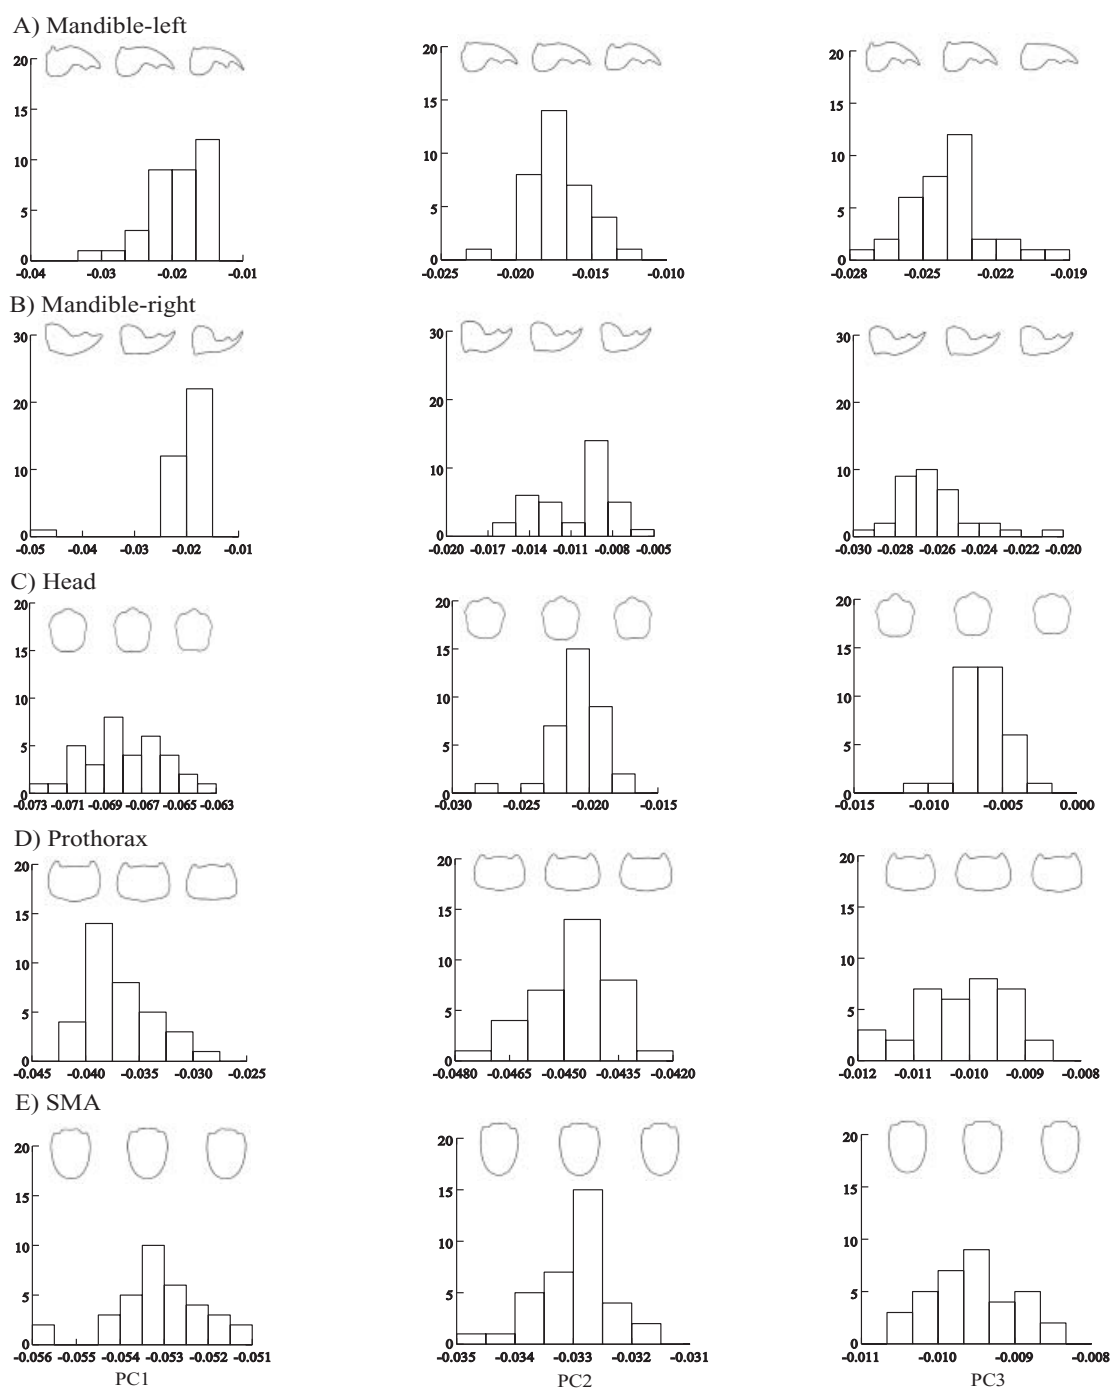 A) Mandible-left
20 15 10 5 0
-0.04 -0.03 -0.02 -0.01
20 15 10 5 0
-0.025 -0.020 -0.015 -0.010
20 15 10 5 0
-0.028 -0.025 -0.022 -0.019
B) Mandible-right
30 20 10 0
-0.05 -0.04 -0.03 -0.02 -0.01
30 20 10 0
-0.020 -0.017 -0.014 -0.011 -0.008 -0.005
30 20 10 0
-0.030 -0.028 -0.026 -0.024 -0.022 -0.020
C) Head
20 15 10 5 0
-0.073 -0.071 -0.069 -0.067 -0.065 -0.063
20 15 10 5 0
-0.030 -0.025 -0.020 -0.015
20 15 10 5 0
-0.015 -0.010 -0.005 0.000
D) Prothorax
20 15 10 5 0
-0.045 -0.040 -0.035 -0.030 -0.025
20 15 10 5 0
-0.0480 -0.0465 -0.0450 -0.0435 -0.0420
20 15 10 5 0
-0.012 -0.011 -0.010 -0.009 -0.008
E) SMA
20 15 10 5 0
-0.056 -0.055 -0.054 -0.053 -0.052 -0.051
20 15 10 5 0
-0.035 -0.034 -0.033 -0.032 -0.031
20 15 10 5 0
-0.011 -0.010 -0.009 -0.008
PC1 PC2 PC3